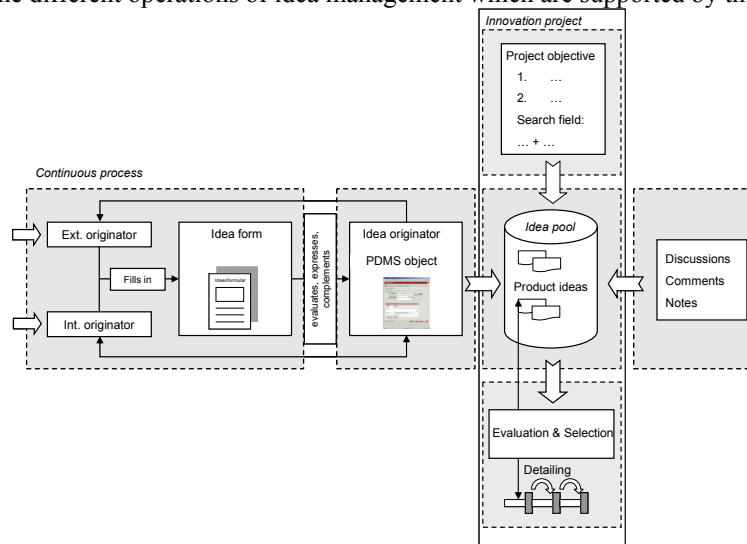 ne different operations of idea management which are supported by th
Innovation project
Project objective
1. …
2. …
Search field:
… + …
Continuous process
Ext. originator
Fills in
Int. originator
Idea form
Ideenformular
evaluates, expresses,
complements
Idea originator
PDMS object
Idea pool
Product ideas
Discussions
Comments
Notes
Evaluation & Selection
Detailing